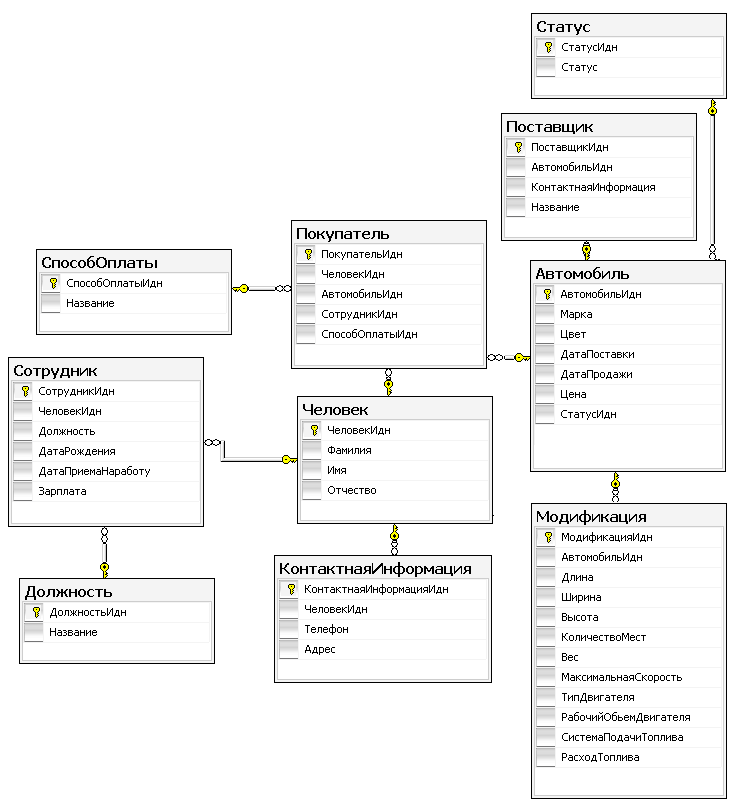 Статус
СтатусИдн
Статус
Поставщик
ПоставщикИдн
АвтомобильИдн
КонтактнаяИнформация
Название
Покупатель
ПокупательИдн
ЧеловекИдн
АвтомобильИдн
СотрудникИдн
СпособОплатыИдн
СпособОплаты
СпособОплатыИдн
Название
Автомобиль
АвтомобильИдн
Марка
Цвет
ДатаПоставки
ДатаПродажи
Цена
СтатусИдн
Сотрудник
СотрудникИдн
ЧеловекИдн
Должность
ДатаРождения
ДатаПриемаНаработу
Зарплата
Человек
ЧеловекИдн
Фамилия
Имя
Отчество
Модификация
МодификацияИдн
АвтомобильИдн
Длина
Ширина
Высота
КоличествоМест
Вес
МаксимальнаяСкорость
ТипДвигателя
РабочийОбьемДвигателя
СистемаПодачиТоплива
РасходТоплива
КонтактнаяИнформация
КонтактнаяИнформацияИдн
ЧеловекИдн
Телефон
Адрес
Должность
ДолжностьИдн
Название